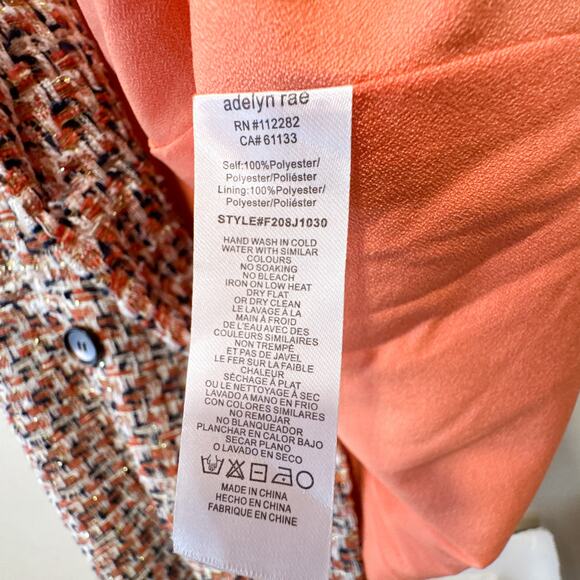 adelyn rae
RN #112282
CA# 61133
Self:100%Polyester/
Polyester/Poliéster
Lining:100%Polyester/
Polyester/Poliéster
STYLE#F208J1030
HAND WASH IN COLD
WATER WITH SIMILAR
COLOURS
NO SOAKING
NO BLEACH
IRON ON LOW HEAT
DRY FLAT
OR DRY CLEAN
LE LAVAGE À LA
MAIN À FROID
DE L'EAU AVEC DES
COULEURS SIMILAIRES
NON TREMPÉ
ET PAS DE JAVEL
LE FER SUR LA FAIBLE
CHALEUR
SÉCHAGE À PLAT
OU LE NETTOYAGE À SEC
LAVADO A MANO EN FRIO
CON COLORES SIMILARES
NO REMOJAR
NO BLANQUEADOR
PLANCHAR EN CALOR BAJO
SECAR PLANO
O LAVADO EN SECO
MADE IN CHINA
HECHO EN CHINA
FABRIQUE EN CHINE